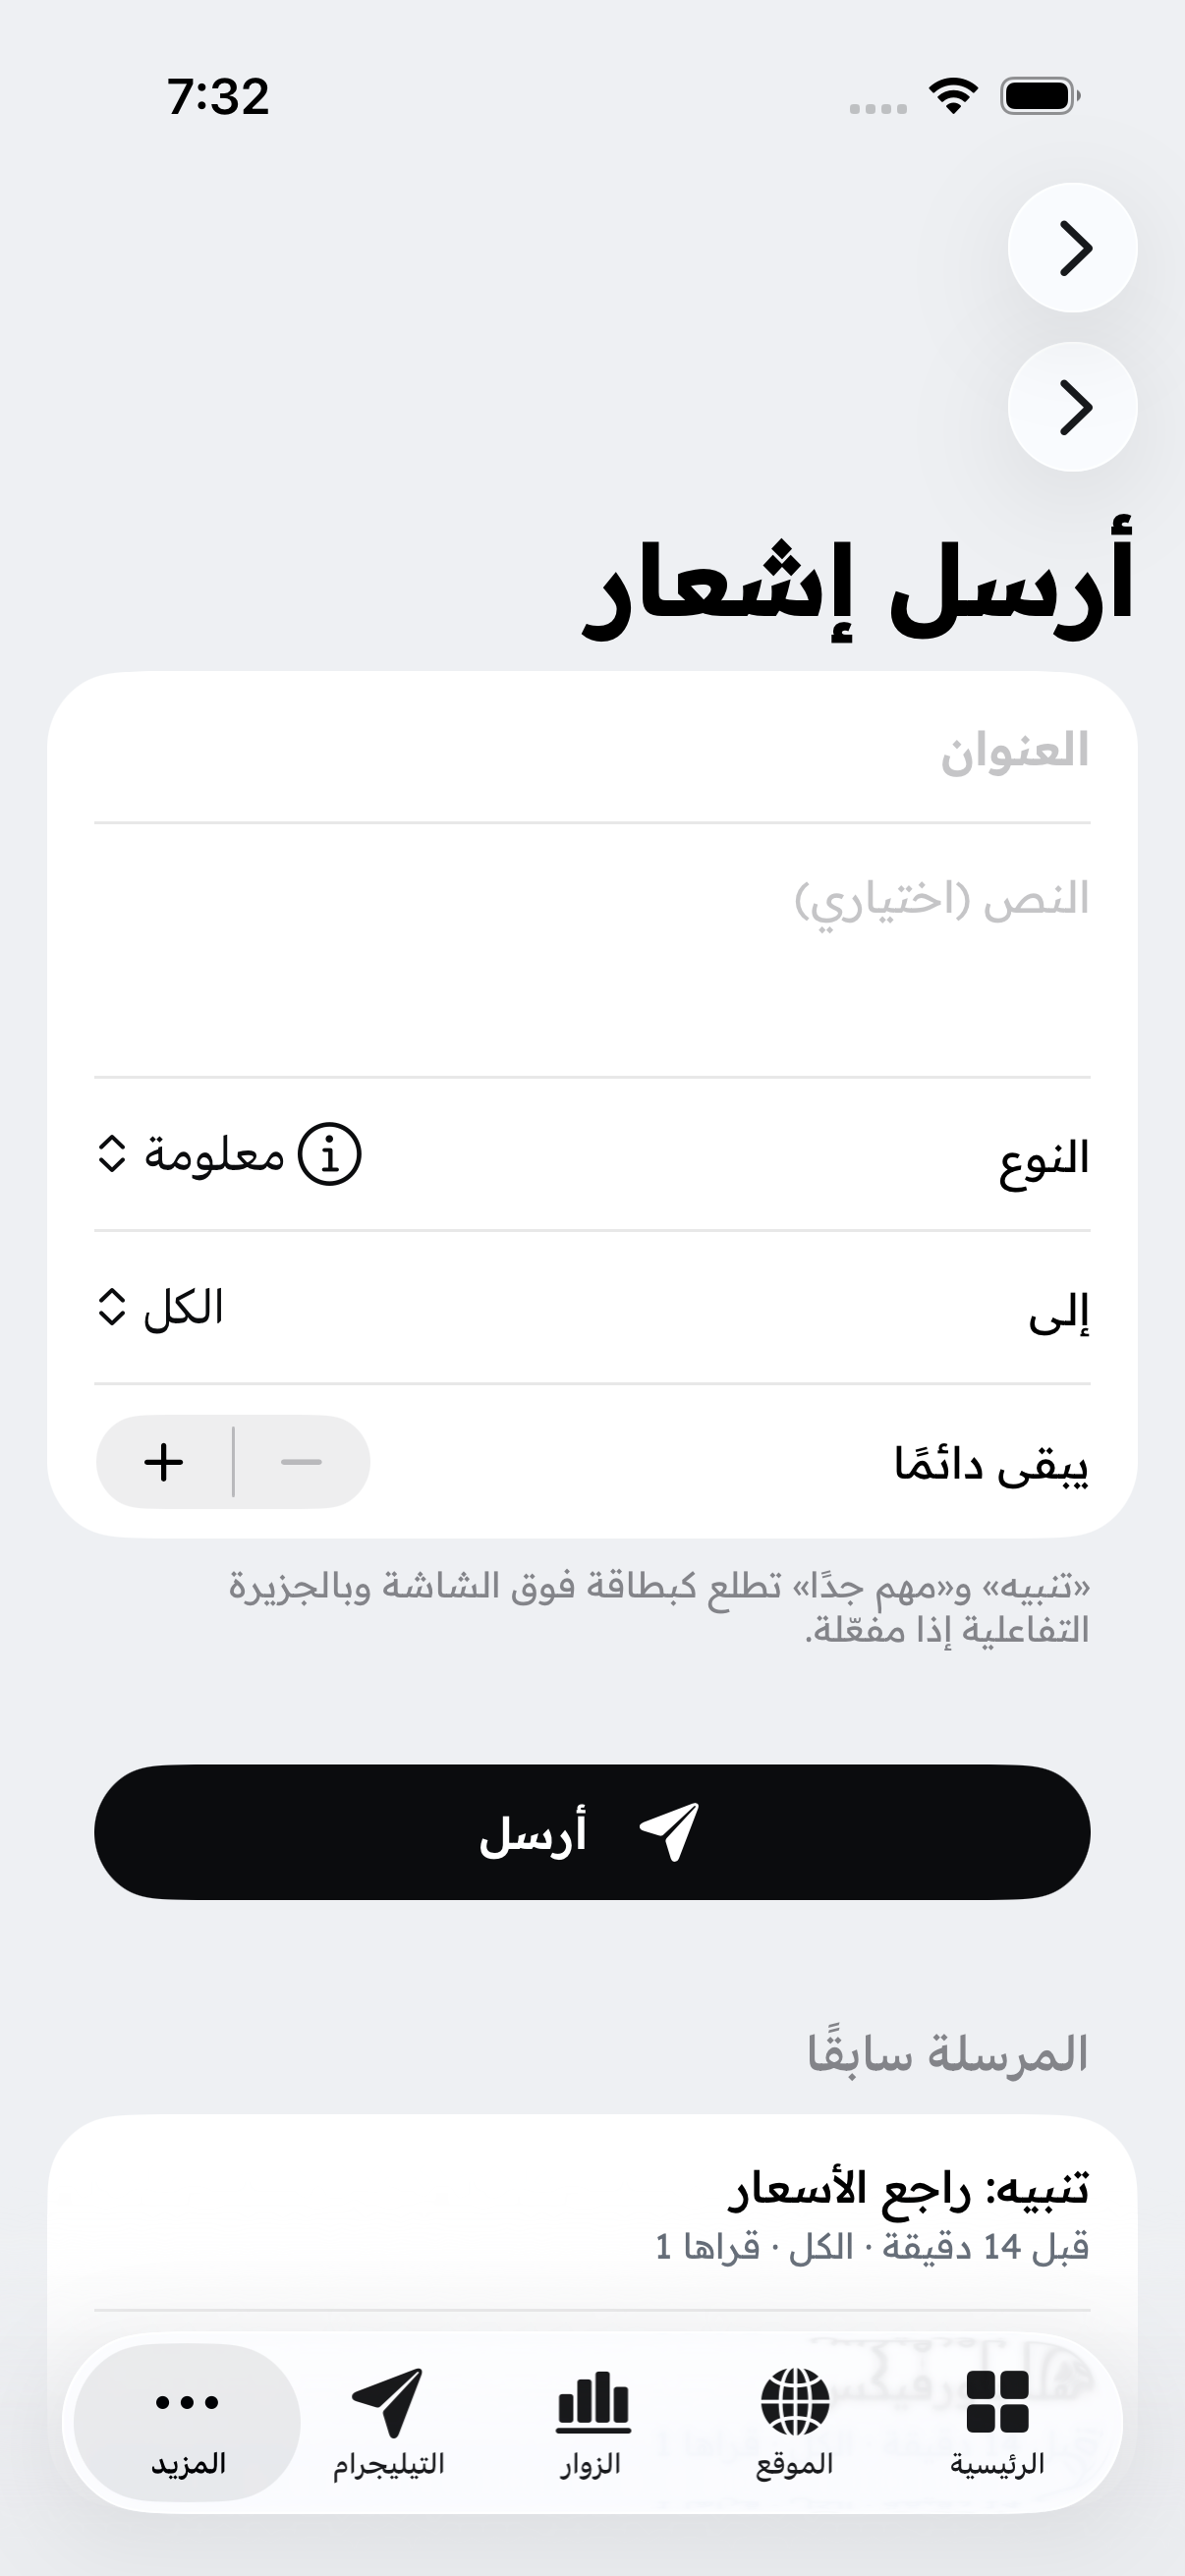 7:32
أرسل إشعار
العنوان
النص (اختياري)
النوع
معلومة
إلى
الكل
يبقى دائمًا
«تنبيه» و«مهم جدًا» تطلع كبطاقة فوق الشاشة وبالجزيرة
التفاعلية إذا مفعّلة.
أرسل
المرسلة سابقًا
تنبيه: راجع الأسعار
قبل 14 دقيقة · الكل · قراها 1
الرئيسية
الموقع
الزوار
التيليجرام
المزيد